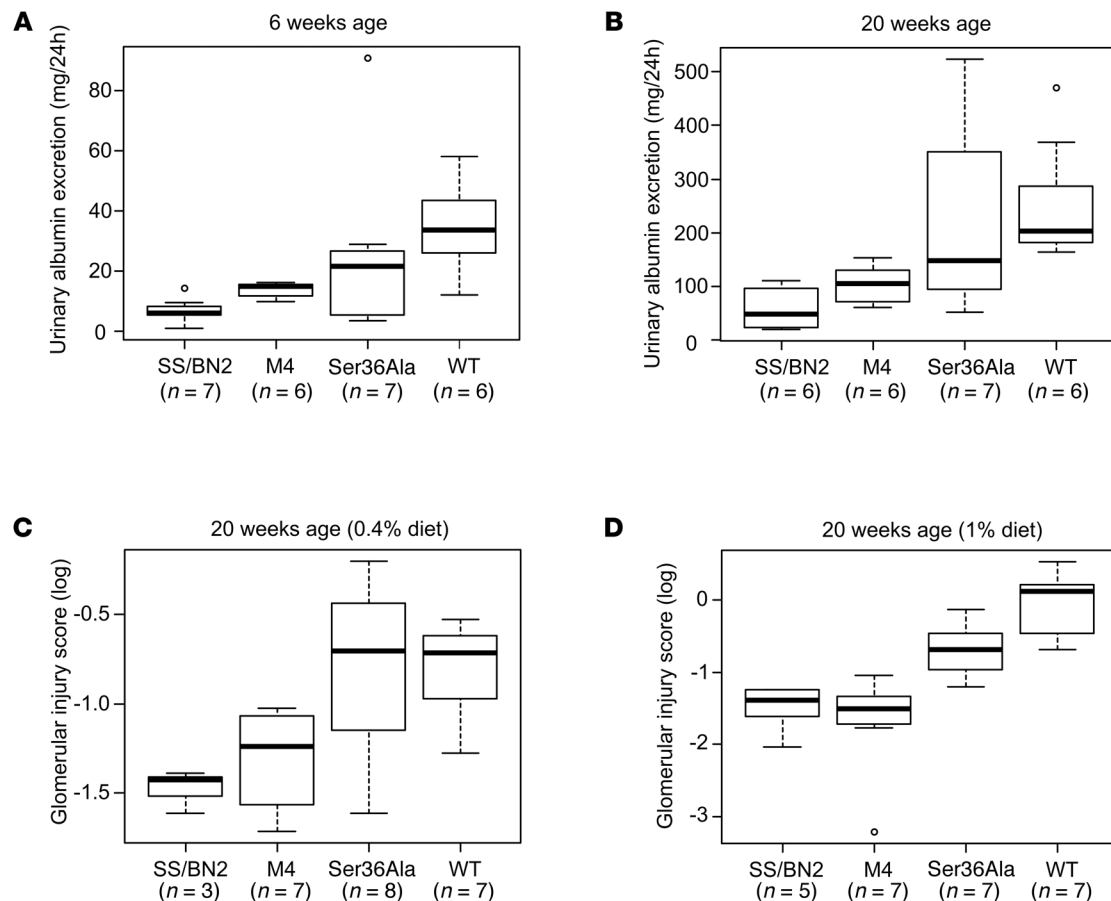 A
6 weeks age
Urinary albumin excretion (mg/24h)
80
60
40
20
0
SS/BN2 M4 Ser36Ala WT
(n = 7) (n = 6) (n = 7) (n = 6)
B
20 weeks age
Urinary albumin excretion (mg/24h)
500
400
300
200
100
0
SS/BN2 M4 Ser36Ala WT
(n = 6) (n = 6) (n = 7) (n = 6)
C
20 weeks age (0.4% diet)
Glomerular injury score (log)
-0.5
-1.0
-1.5
SS/BN2 M4 Ser36Ala WT
(n = 3) (n = 7) (n = 8) (n = 7)
D
20 weeks age (1% diet)
Glomerular injury score (log)
0
-1
-2
-3
SS/BN2 M4 Ser36Ala WT
(n = 5) (n = 7) (n = 7) (n = 7)